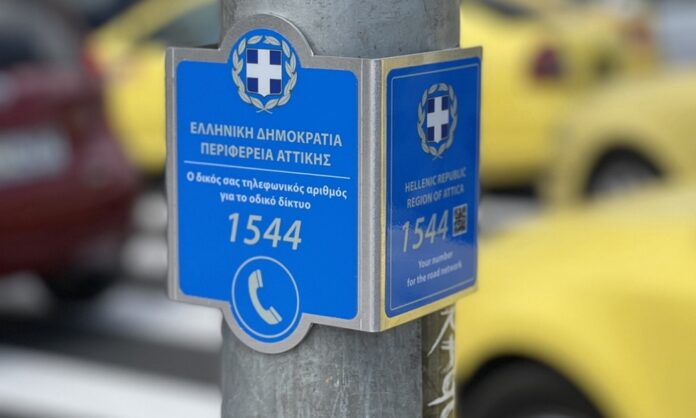 ΕΛΛΗΝΙΚΗ ΔΗΜΟΚΡΑΤΙΑ
ΠΕΡΙΦΕΡΕΙΑ ΑΤΤΙΚΗΣ
Ο δικός σας τηλεφωνικός αριθμός
για το οδικό δίκτυο
1544
HELLENIC REPUBLIC
REGION OF ATTICA
1544
Your number
for the road network